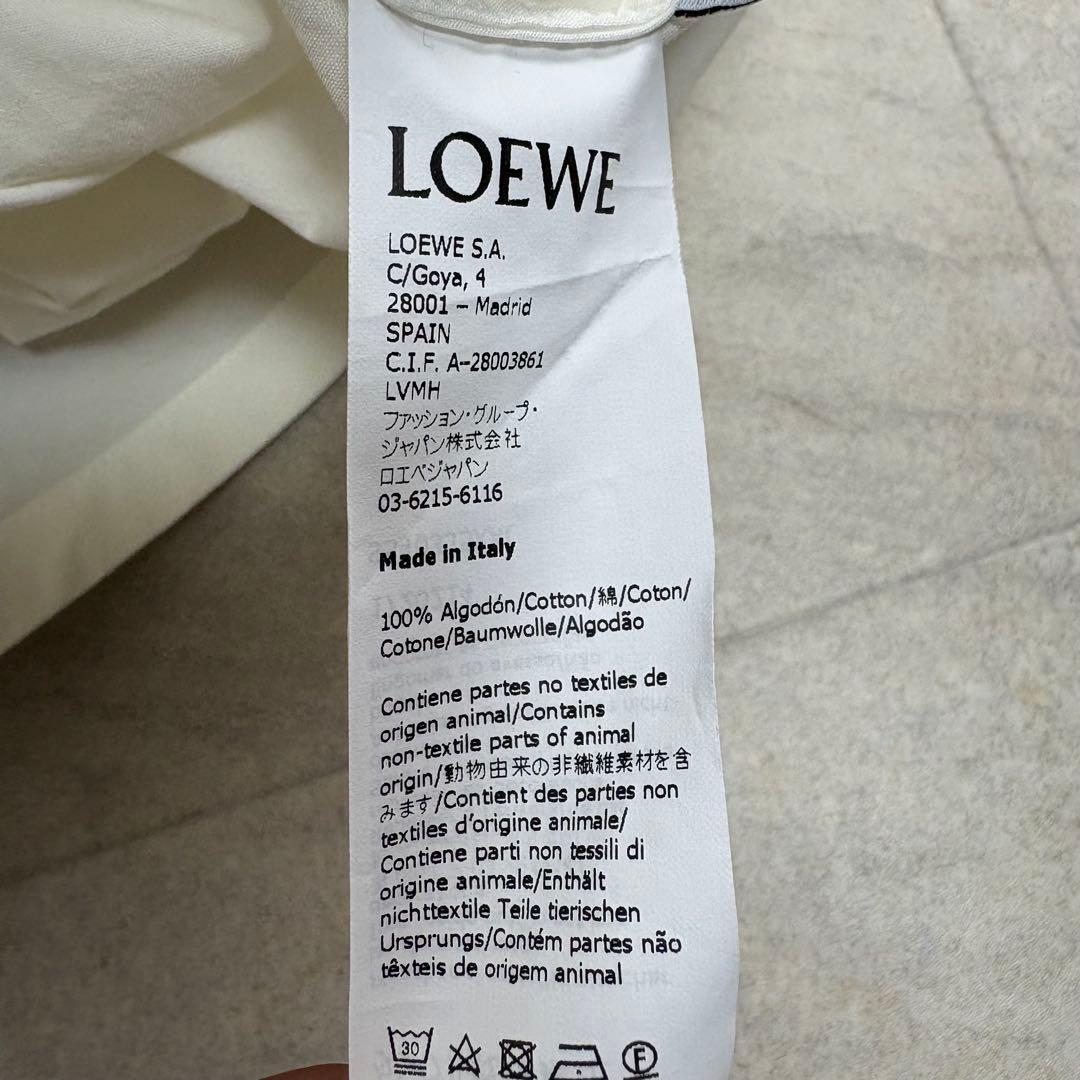 LOEWE
LOEWE S.A.
C/Goya, 4
28001 – Madrid
SPAIN
C.I.F. A–28003861
LVMH
ファッション・グループ・
ジャパン株式会社
ロエベジャパン
03-6215-6116
Made in Italy
100% Algodón/Cotton/綿/Coton/
Cotone/Baumwolle/Algodão
Contiene partes no textiles de
origen animal/Contains
non-textile parts of animal
origin/動物由来の非繊維素材を含
みます/Contient des parties non
textiles d'origine animale/
Contiene parti non tessili di
origine animale/Enthält
nichttextile Teile tierischen
Ursprungs/Contém partes não
têxteis de origem animal
30
F